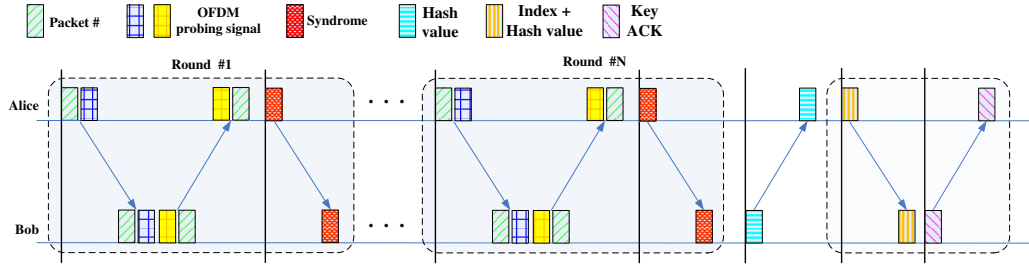 Packet #
OFDM
probing signal
Syndrome
Hash
value
Index +
Hash value
Key
ACK
Round #1
Round #N
Alice
. . .
Bob
. . .